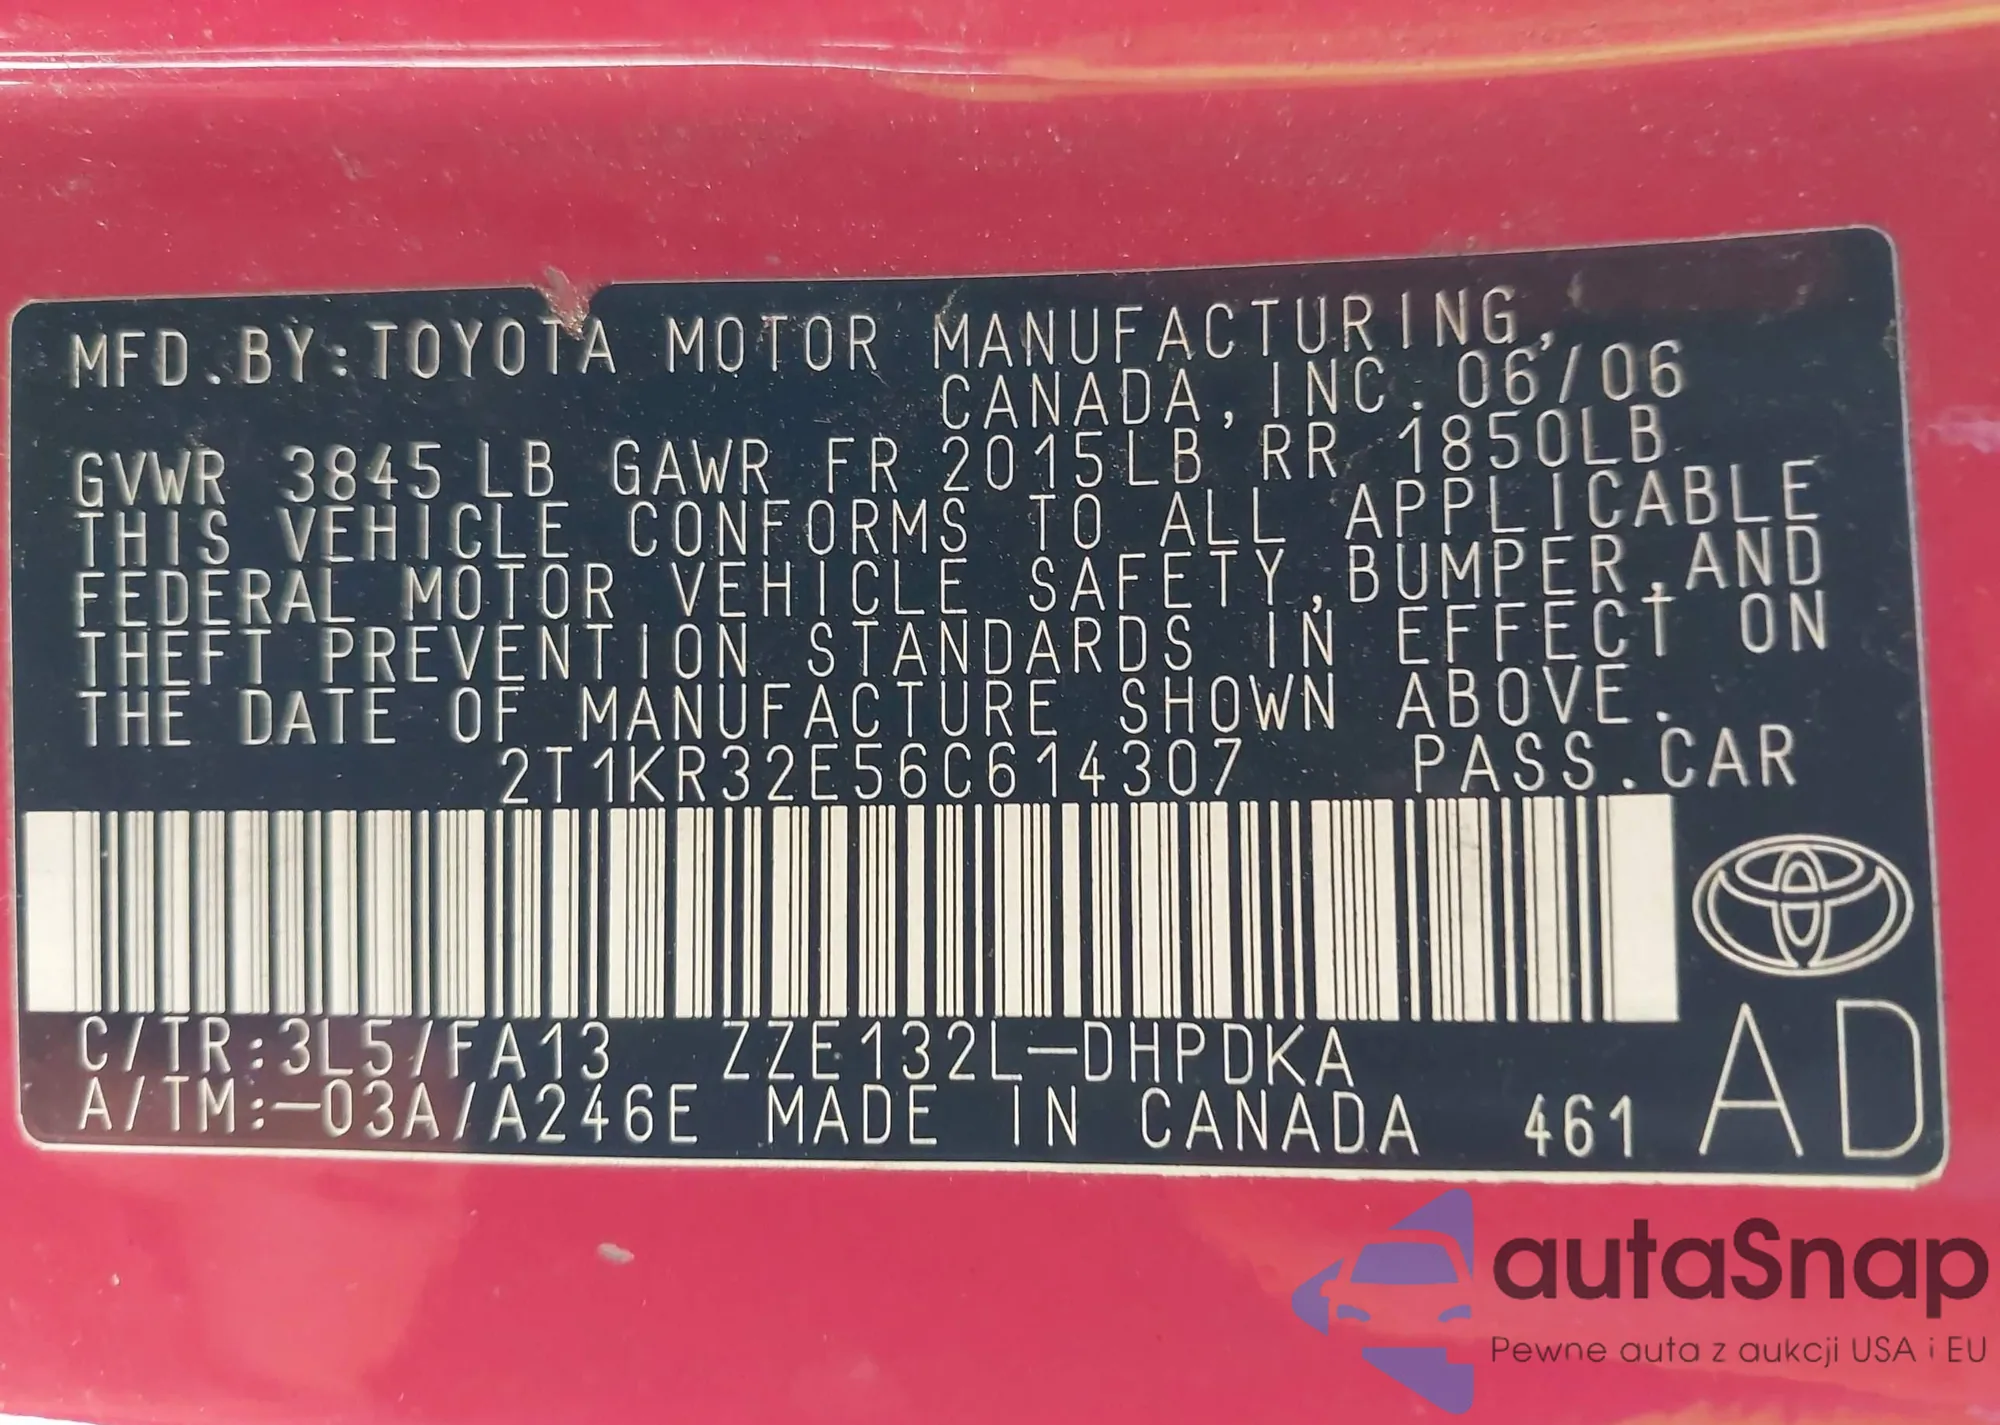 MFD.BY:TOYOTA MOTOR MANUFACTURING,
CANADA, INC. 06/06
GVWR 3845LB GAWR FR 2015LB RR 1850LB
THIS VEHICLE CONFORMS TO ALL APPLICABLE
FEDERAL MOTOR VEHICLE SAFETY, BUMPER, AND
THEFT PREVENTION STANDARDS IN EFFECT ON
THE DATE OF MANUFACTURE SHOWN ABOVE.
2T1KR32E56C614307 PASS.CAR
C/TR:3L5/FA13 ZZE132L-DHPDKA
A/TM:-03A/A246E MADE IN CANADA 461 AD
autaSnap
Pewne auta z aukcji USA i EU